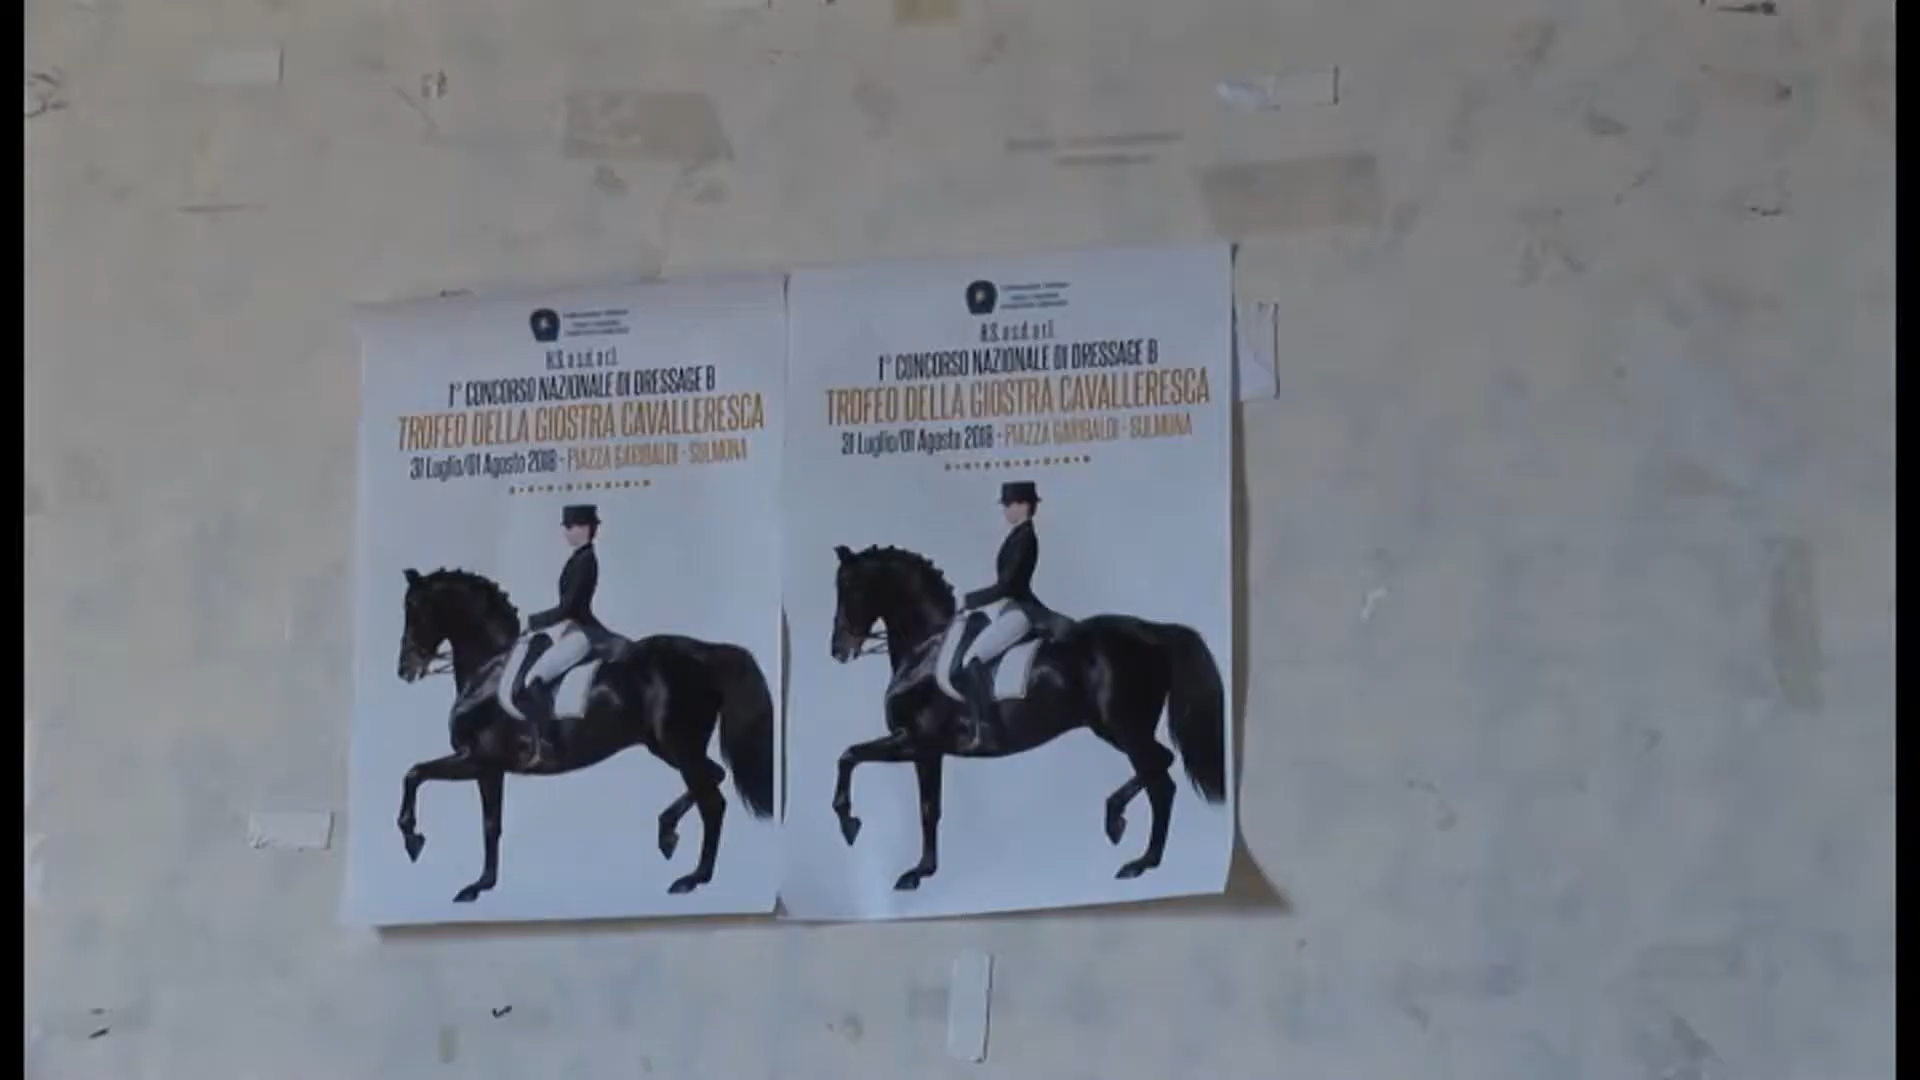 1° CONCORSO NAZIONALE DI DRESSAGE B
TROFEO DELLA GIOSTRA CAVALLERESCA
31 Luglio/01 Agosto 2018 - PIAZZA GARIBALDI - SULMONA
1° CONCORSO NAZIONALE DI DRESSAGE B
TROFEO DELLA GIOSTRA CAVALLERESCA
31 Luglio/01 Agosto 2018 - PIAZZA GARIBALDI - SULMONA